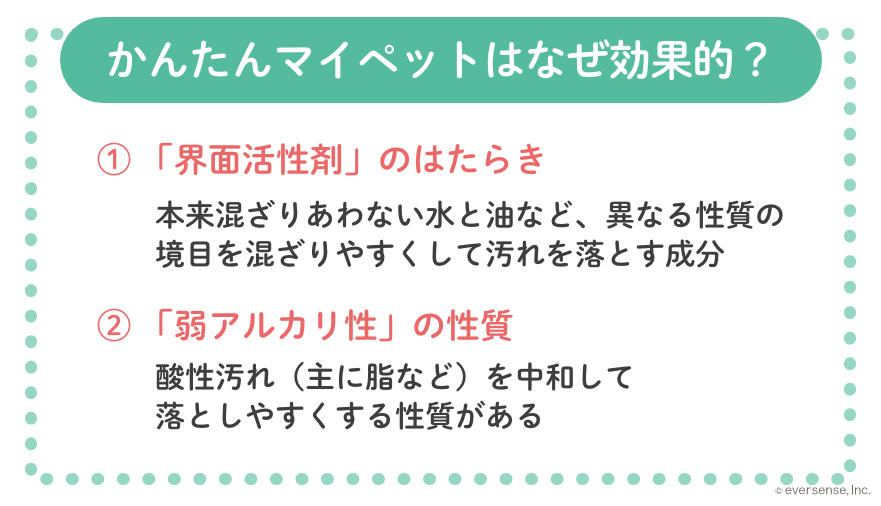 かんたんマイペットはなぜ効果的？
① 「界面活性剤」のはたらき
本来混ざりあわない水と油など、異なる性質の
境目を混ざりやすくして汚れを落とす成分
② 「弱アルカリ性」の性質
酸性汚れ（主に脂など）を中和して
落としやすくする性質がある
© eversense, Inc.